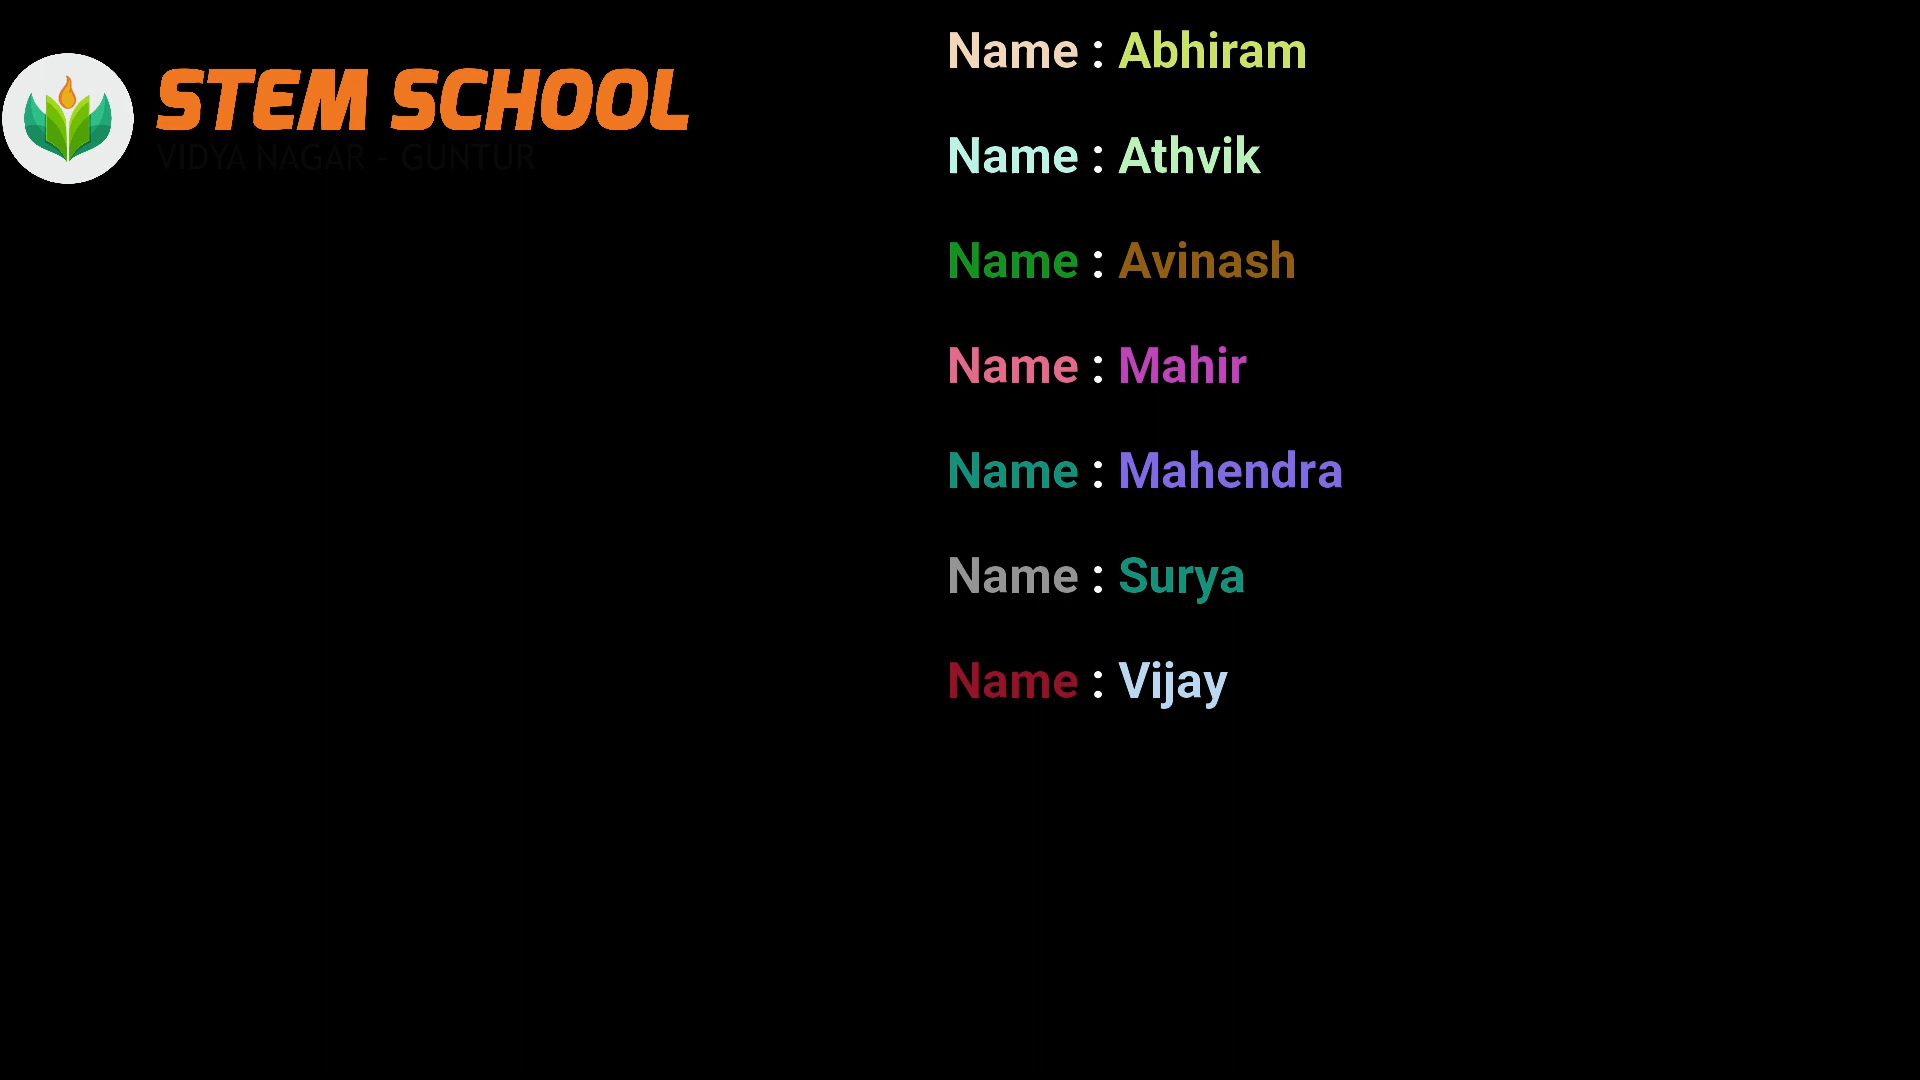 STEM SCHOOL
VIDYA NAGAR - GUNTUR
Name : Abhiram
Name : Athvik
Name : Avinash
Name : Mahir
Name : Mahendra
Name : Surya
Name : Vijay